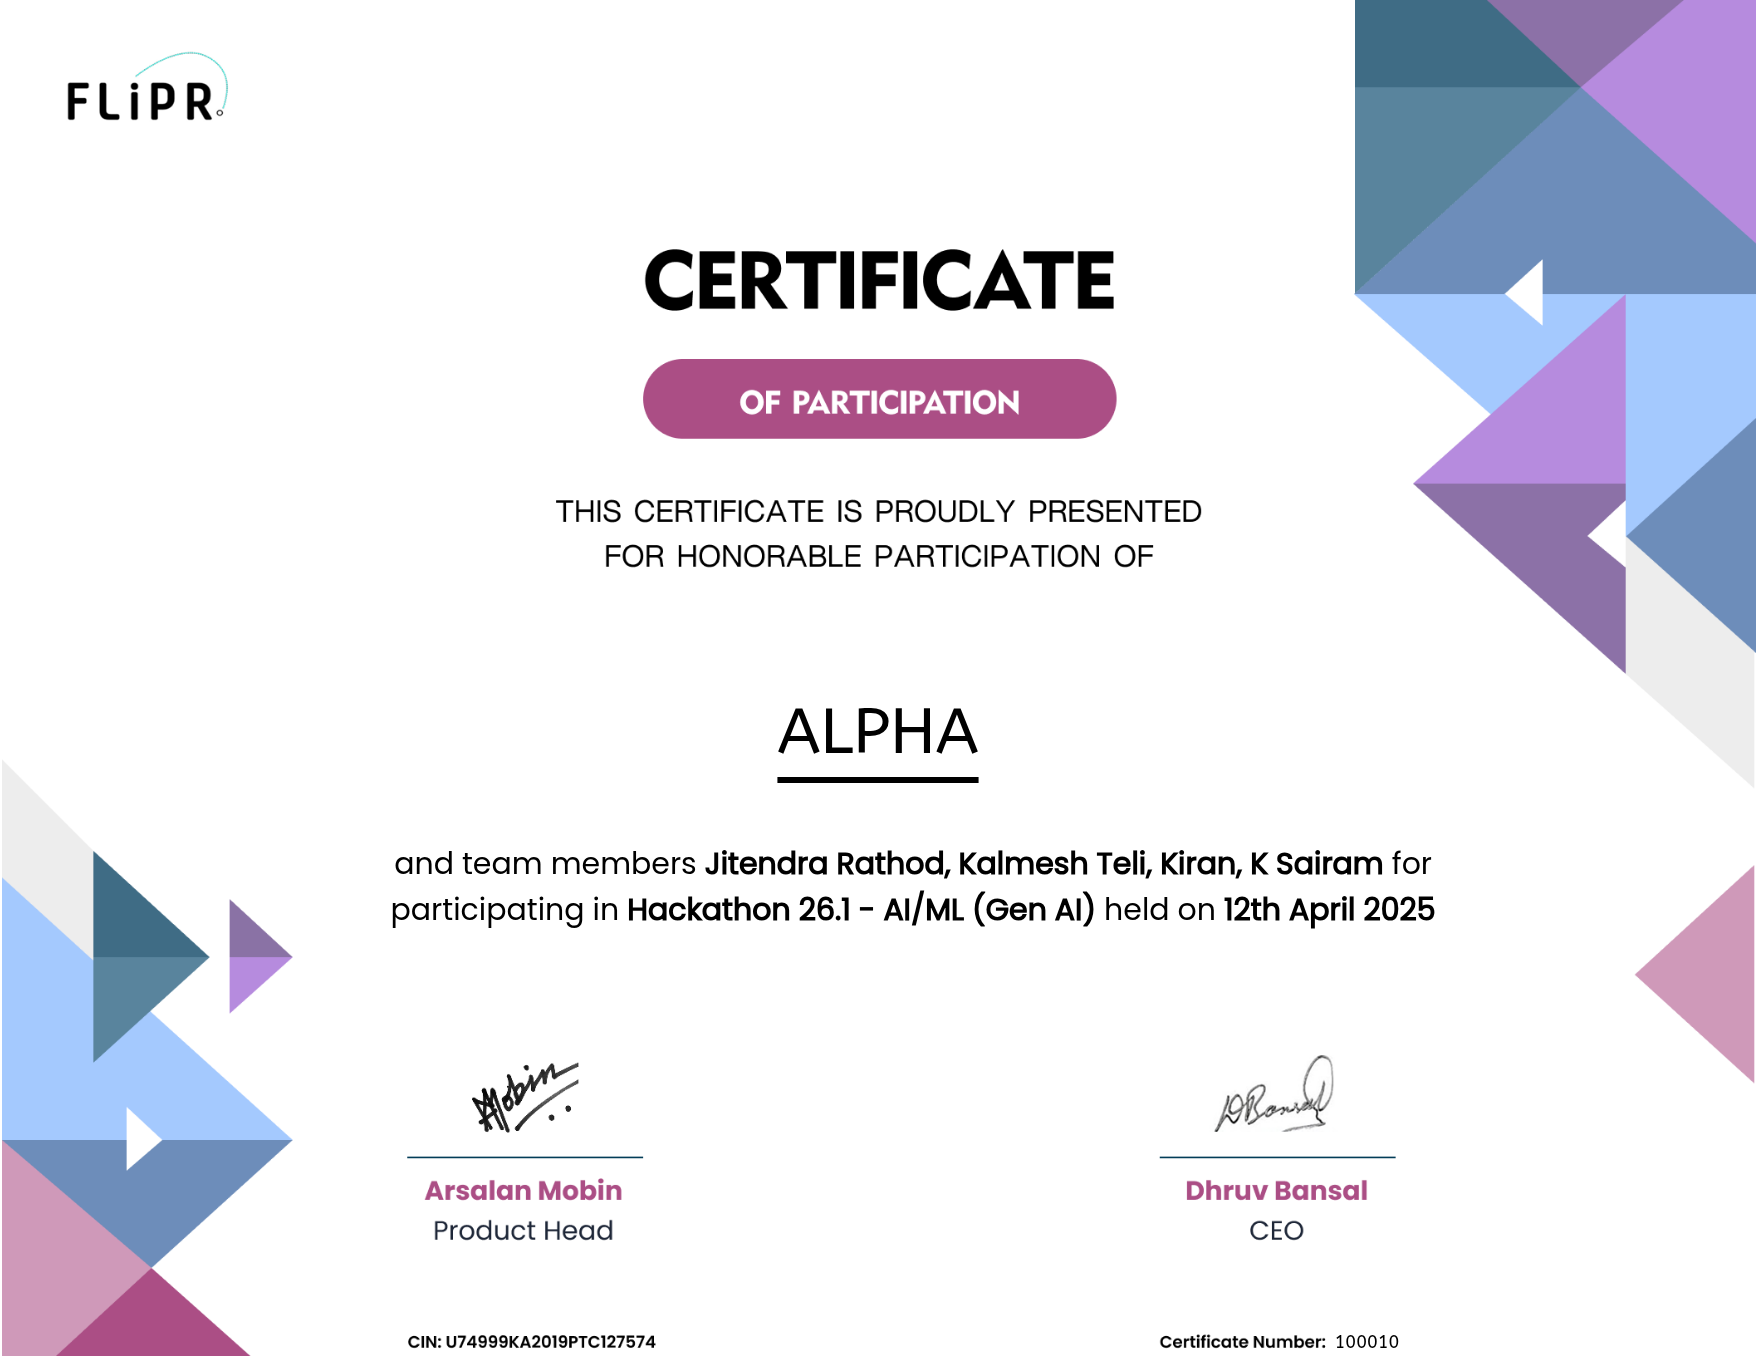 FLiPR
CERTIFICATE
OF PARTICIPATION
THIS CERTIFICATE IS PROUDLY PRESENTED
FOR HONORABLE PARTICIPATION OF
ALPHA
and team members Jitendra Rathod, Kalmesh Teli, Kiran, K Sairam for
participating in Hackathon 26.1 - AI/ML (Gen AI) held on 12th April 2025
AMobin
DBansal
Arsalan Mobin
Dhruv Bansal
Product Head
CEO
CIN: U74999KA2019PTC127574
Certificate Number: 100010